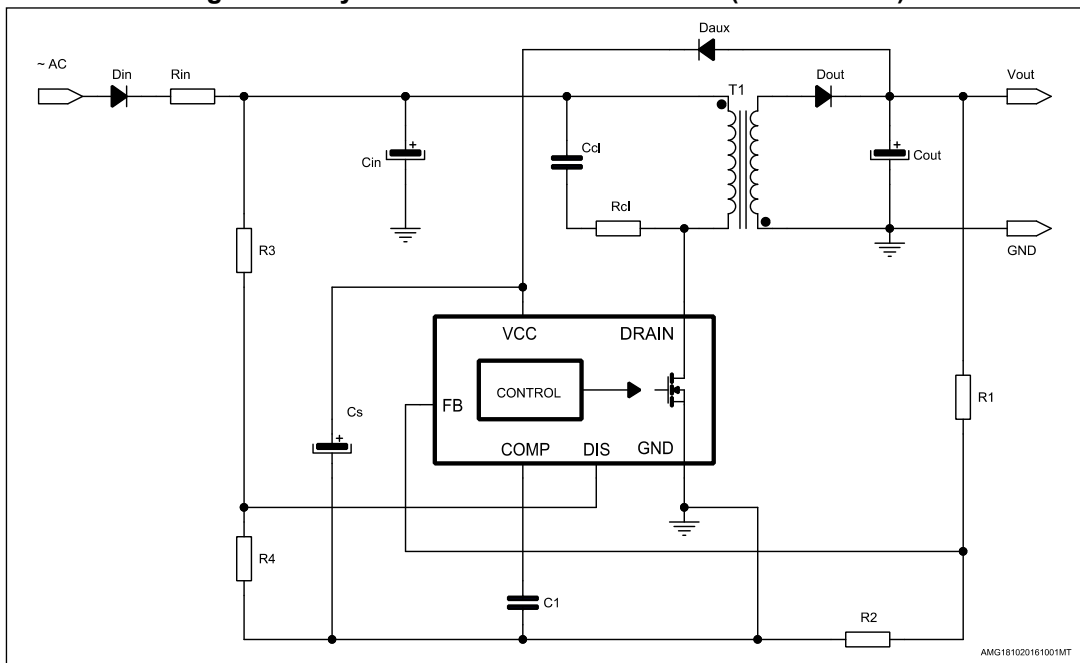 ~ AC
Din
Rin
Daux
T1
Dout
Vout
Cin
Ccl
Cout
Rcl
GND
R3
VCC
DRAIN
CONTROL
FB
R1
Cs
COMP
DIS
GND
R4
C1
R2
AMG181020161001MT